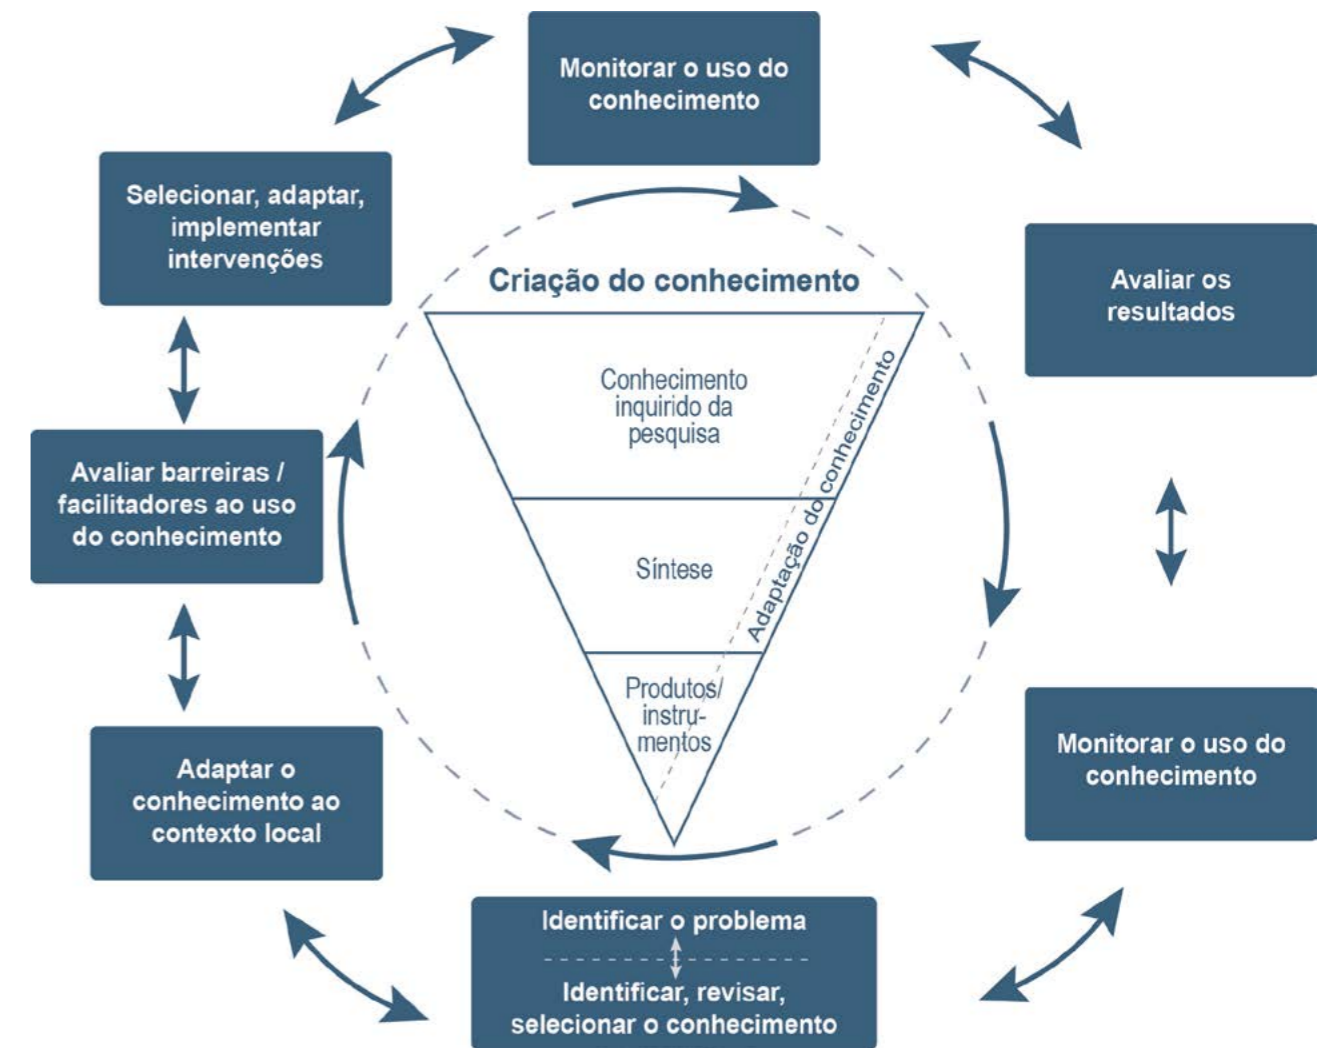 Monitorar o uso do
conhecimento
Selecionar, adaptar,
implementar
intervenções
Avaliar os
resultados
Criação do conhecimento
Conhecimento
inquirido da
pesquisa
Adaptação do conhecimento
Avaliar barreiras /
facilitadores ao uso
do conhecimento
Síntese
Produtos/
instru-
mentos
Adaptar o
conhecimento ao
contexto local
Monitorar o uso do
conhecimento
Identificar o problema
Identificar, revisar,
selecionar o conhecimento